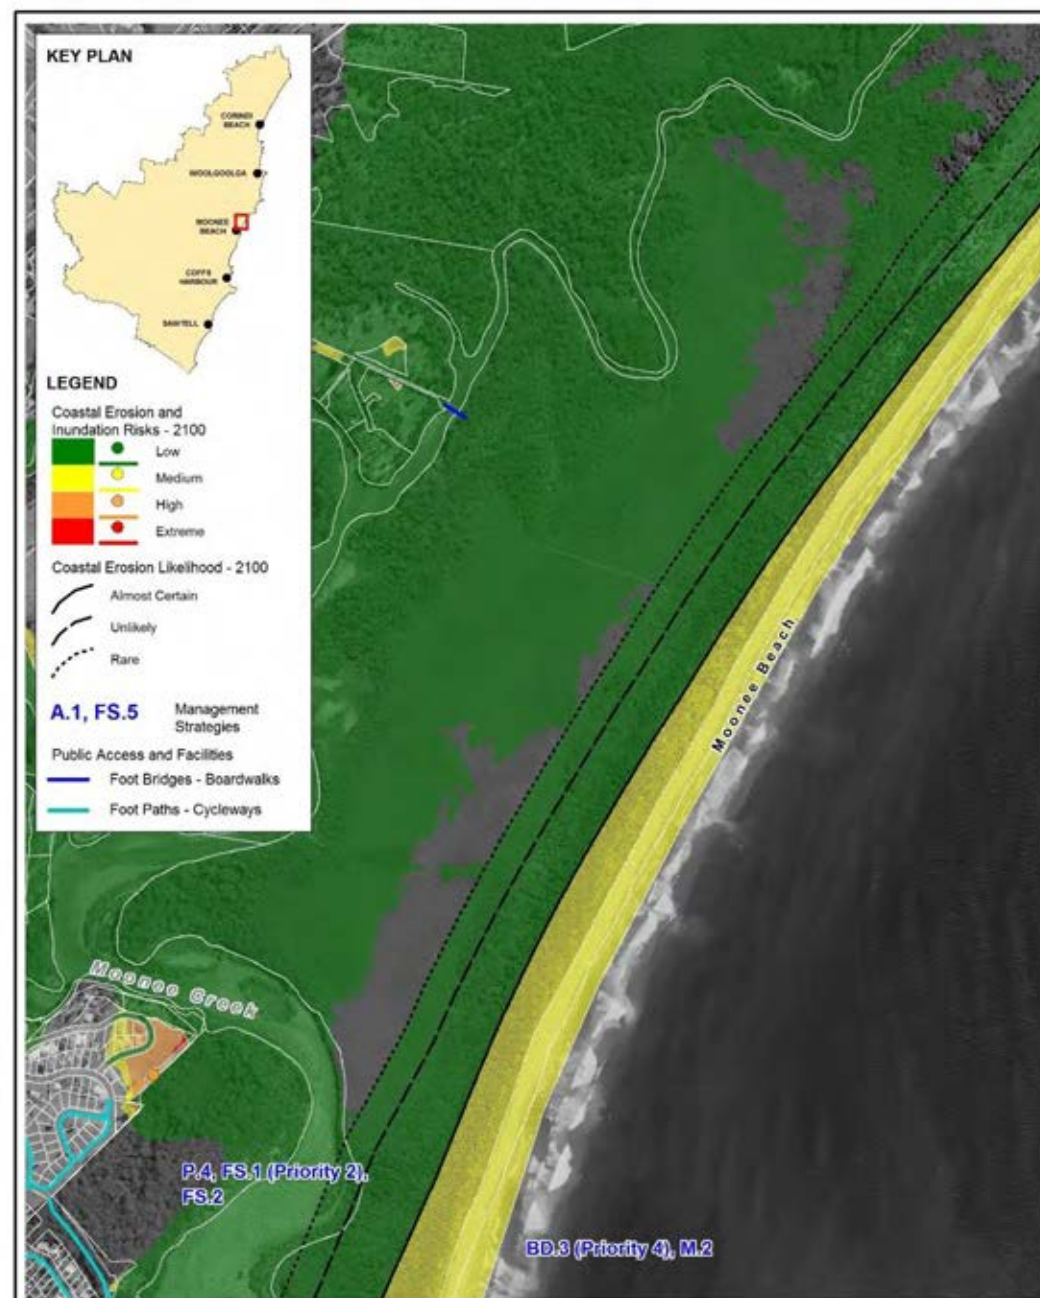 KEY PLAN
CORINDI
BEACH
WOOLGOOLGA
MOONEE
BEACH
COFFS
HARBOUR
SAWTELL
LEGEND
Coastal Erosion and
Inundation Risks - 2100
Low
Medium
High
Extreme
Coastal Erosion Likelihood - 2100
Almost Certain
Unlikely
Rare
A.1, FS.5
Management
Strategies
Public Access and Facilities
Foot Bridges - Boardwalks
Foot Paths - Cycleways
Moonee Beach
Moonee Creek
P.4, FS.1 (Priority 2),
FS.2
BD.3 (Priority 4), M.2